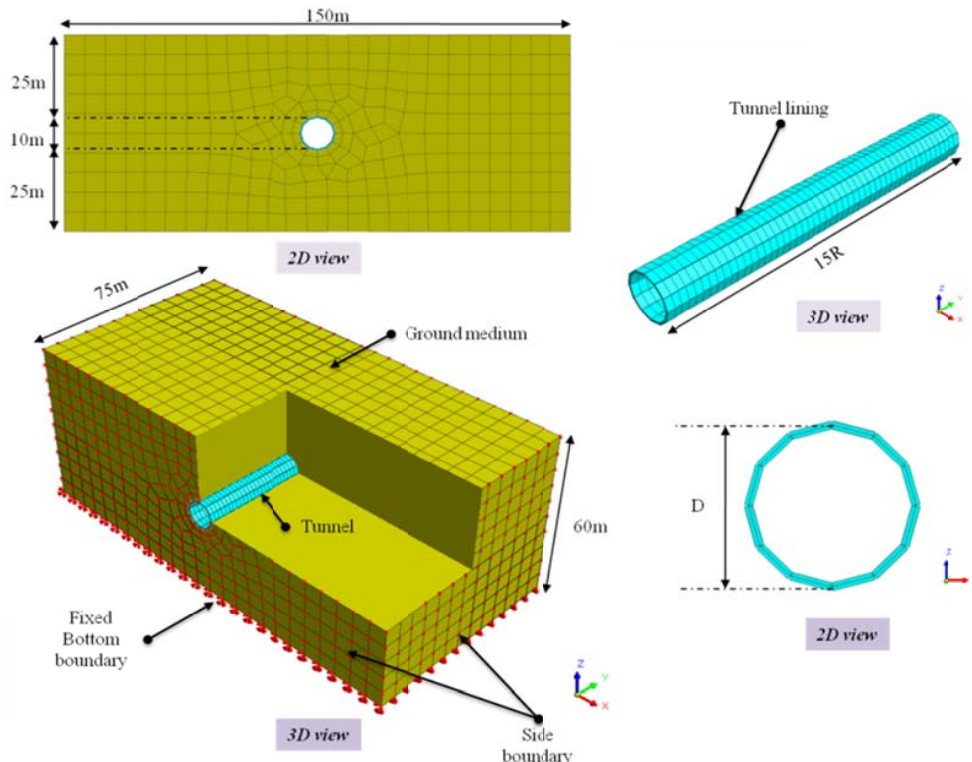 150m
25m
10m
25m
2D view
Tunnel lining
15R
Z
Y
X
3D view
75m
Ground medium
60m
Tunnel
Fixed
Bottom
boundary
Z
Y
X
3D view
Side
boundary
D
Z
2D view